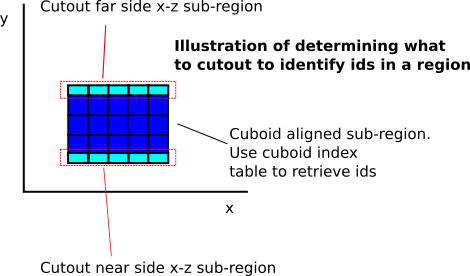 Cutout far side x-z sub-region
y
Illustration of determining what
to cutout to identify ids in a region
Cuboid aligned sub-region.
Use cuboid index
table to retrieve ids
x
Cutout near side x-z sub-region